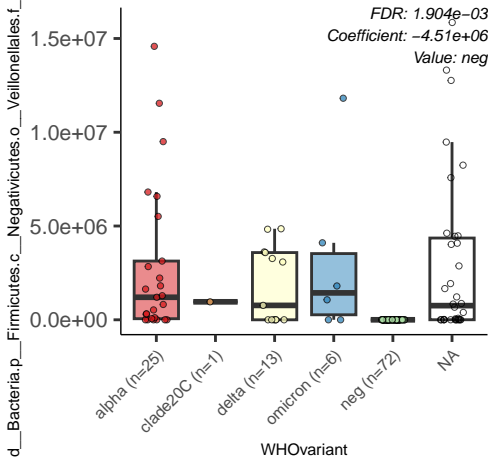 FDR: 1.904e−03
Coefficient: −4.51e+06
Value: neg
d__Bacteria.p__Firmicutes.c__Negativicutes.o__Veillonellales.f_
1.5e+07
1.0e+07
5.0e+06
0.0e+00
alpha (n=25)
clade20C (n=1)
delta (n=13)
omicron (n=6)
neg (n=72)
NA
WHOvariant